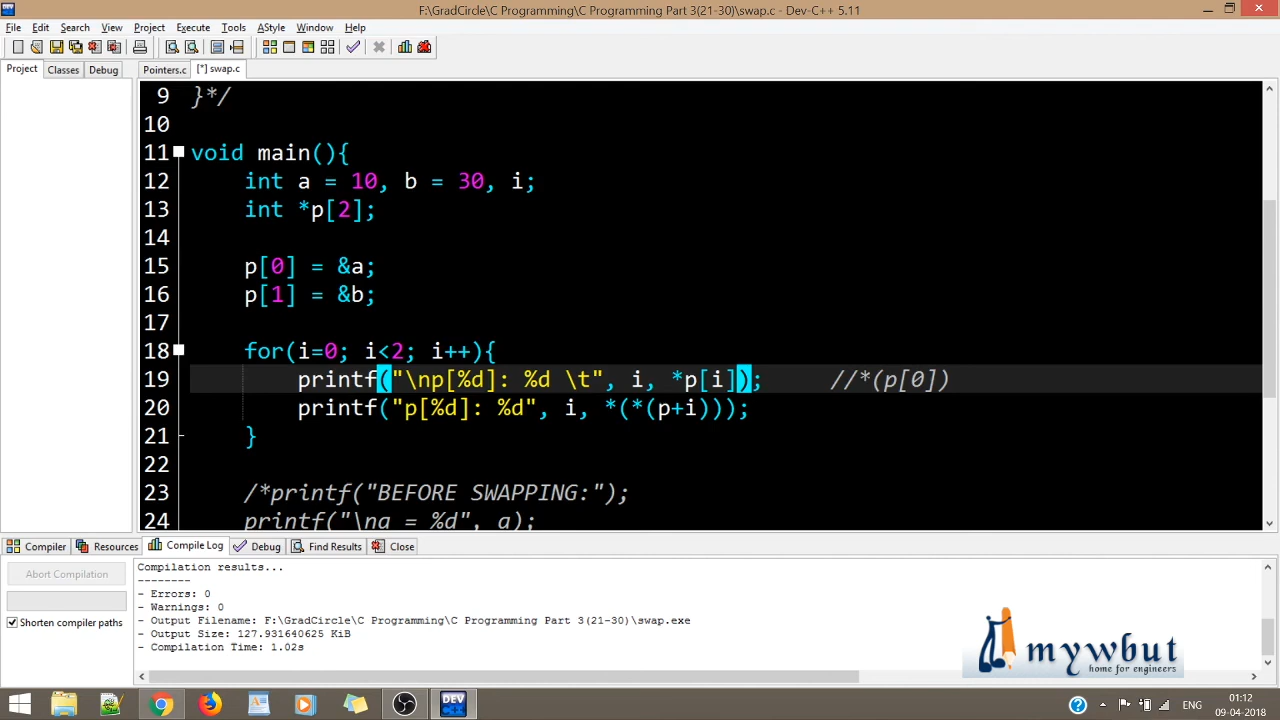 F:\GradCircle\C Programming\C Programming Part 3(21-30)\swap.c - Dev-C++ 5.11
File Edit Search View Project Execute Tools AStyle Window Help
Project Classes Debug Pointers.c [*] swap.c
9 }*/
10
11 void main(){
12 int a = 10, b = 30, i;
13 int *p[2];
14
15 p[0] = &a;
16 p[1] = &b;
17
18 for(i=0; i<2; i++){
19 printf("\np[%d]: %d \t", i, *p[i]); //*(p[0])
20 printf("p[%d]: %d", i, *(*(p+i)));
21 }
22
23 /*printf("BEFORE SWAPPING:");
24 printf("\na = %d", a);
Compiler Resources Compile Log Debug Find Results Close
Abort Compilation
Shorten compiler paths
Compilation results...
--------
- Errors: 0
- Warnings: 0
- Output Filename: F:\GradCircle\C Programming\C Programming Part 3(21-30)\swap.exe
- Output Size: 127.931640625 KiB
- Compilation Time: 1.02s
mywbut
home for engineers
DEV
ENG
01:12
09-04-2018